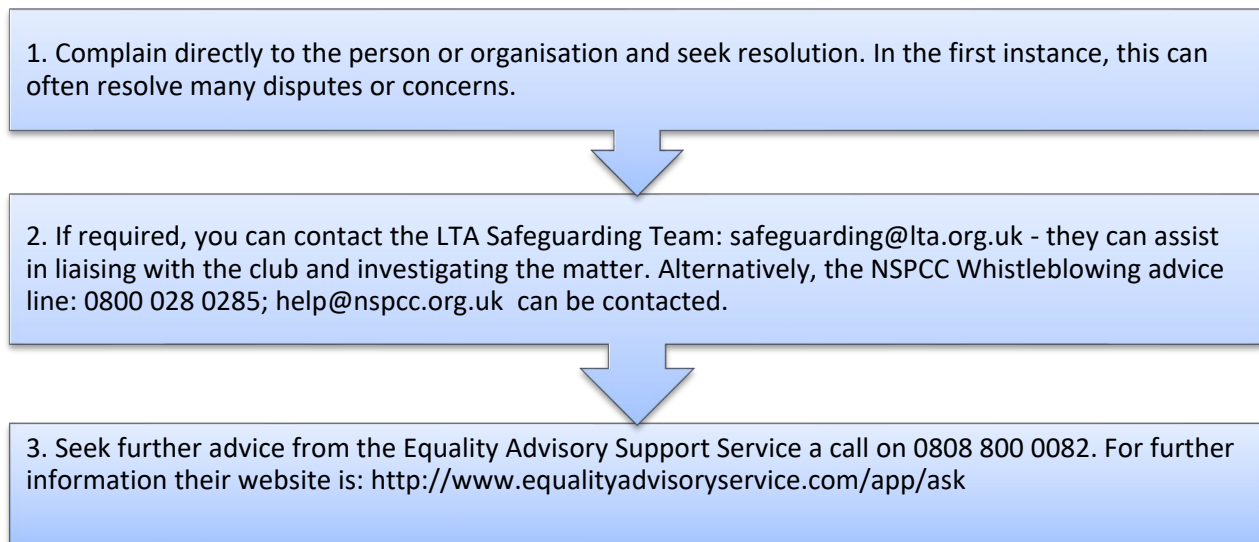 1. Complain directly to the person or organisation and seek resolution. In the first instance, this can
often resolve many disputes or concerns.
2. If required, you can contact the LTA Safeguarding Team: safeguarding@lta.org.uk - they can assist
in liaising with the club and investigating the matter. Alternatively, the NSPCC Whistleblowing advice
line: 0800 028 0285; help@nspcc.org.uk  can be contacted.
3. Seek further advice from the Equality Advisory Support Service a call on 0808 800 0082. For further
information their website is: http://www.equalityadvisoryservice.com/app/ask